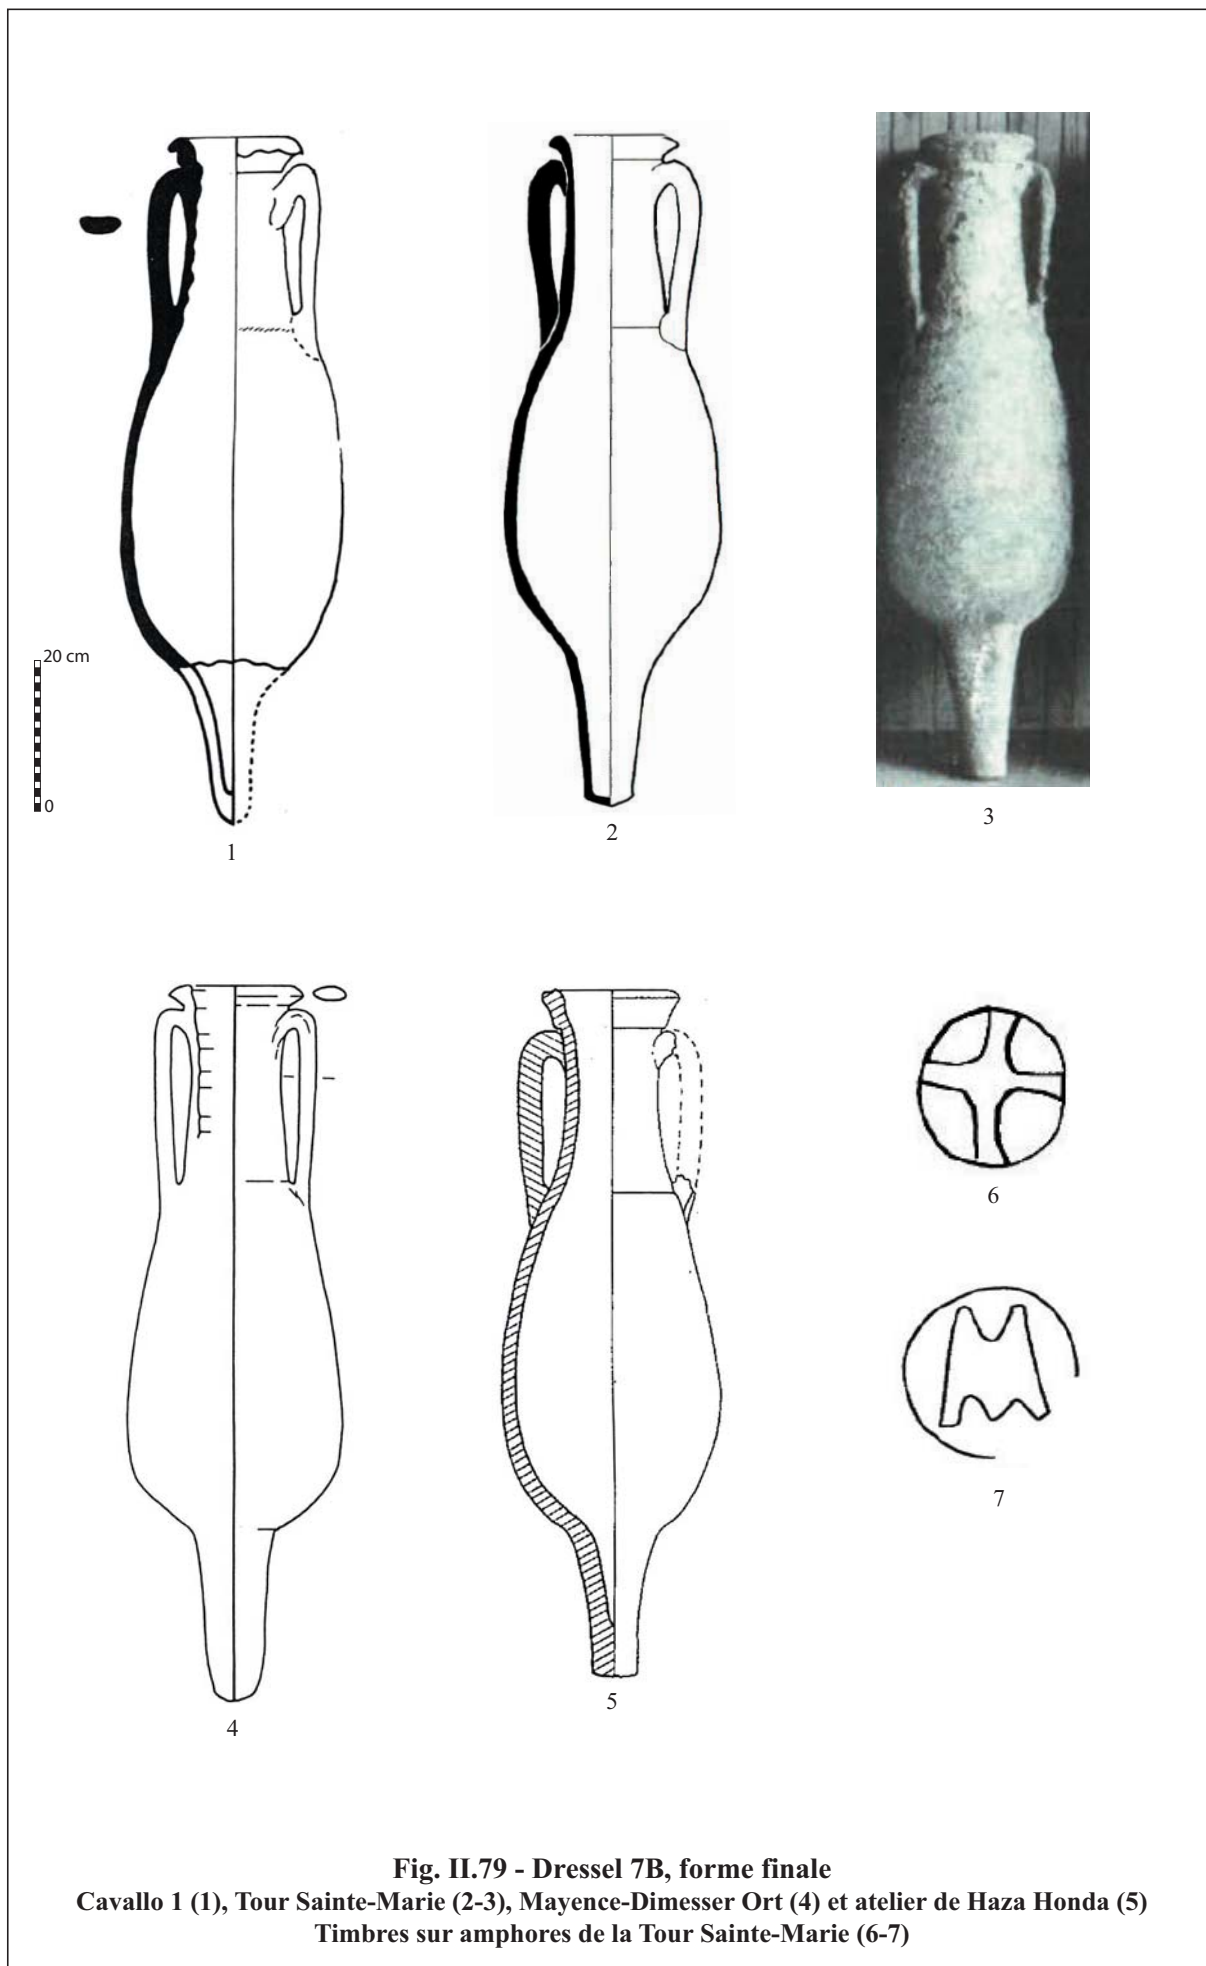 20 cm
0
1
2
3
4
5
6
7
Fig. II.79 - Dressel 7B, forme finale
Cavallo 1 (1), Tour Sainte-Marie (2-3), Mayence-Dimesser Ort (4) et atelier de Haza Honda (5)
Timbres sur amphores de la Tour Sainte-Marie (6-7)